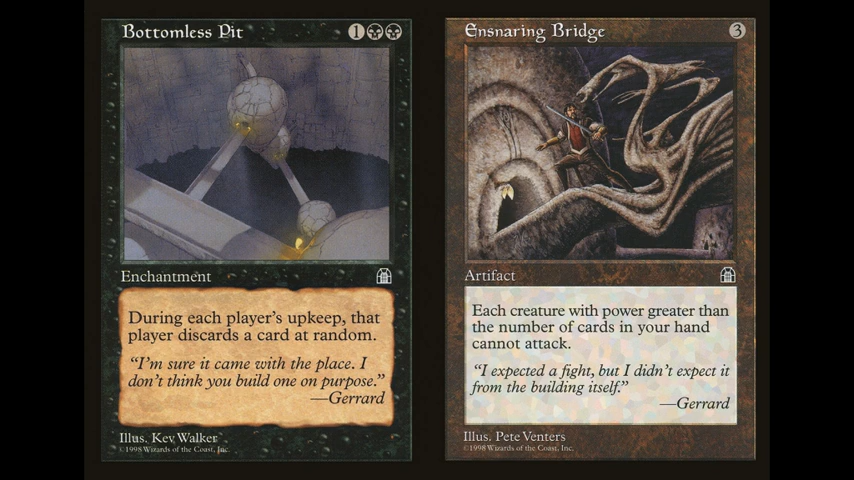 Bottomless Pit
1
Enchantment
During each player's upkeep, that
player discards a card at random.
"I'm sure it came with the place. I
don't think you build one on purpose."
—Gerrard
Illus. Kev Walker
©1998 Wizards of the Coast, Inc.
Ensnaring Bridge
3
Artifact
Each creature with power greater than
the number of cards in your hand
cannot attack.
"I expected a fight, but I didn't expect it
from the building itself."
—Gerrard
Illus. Pete Venters
©1998 Wizards of the Coast, Inc.